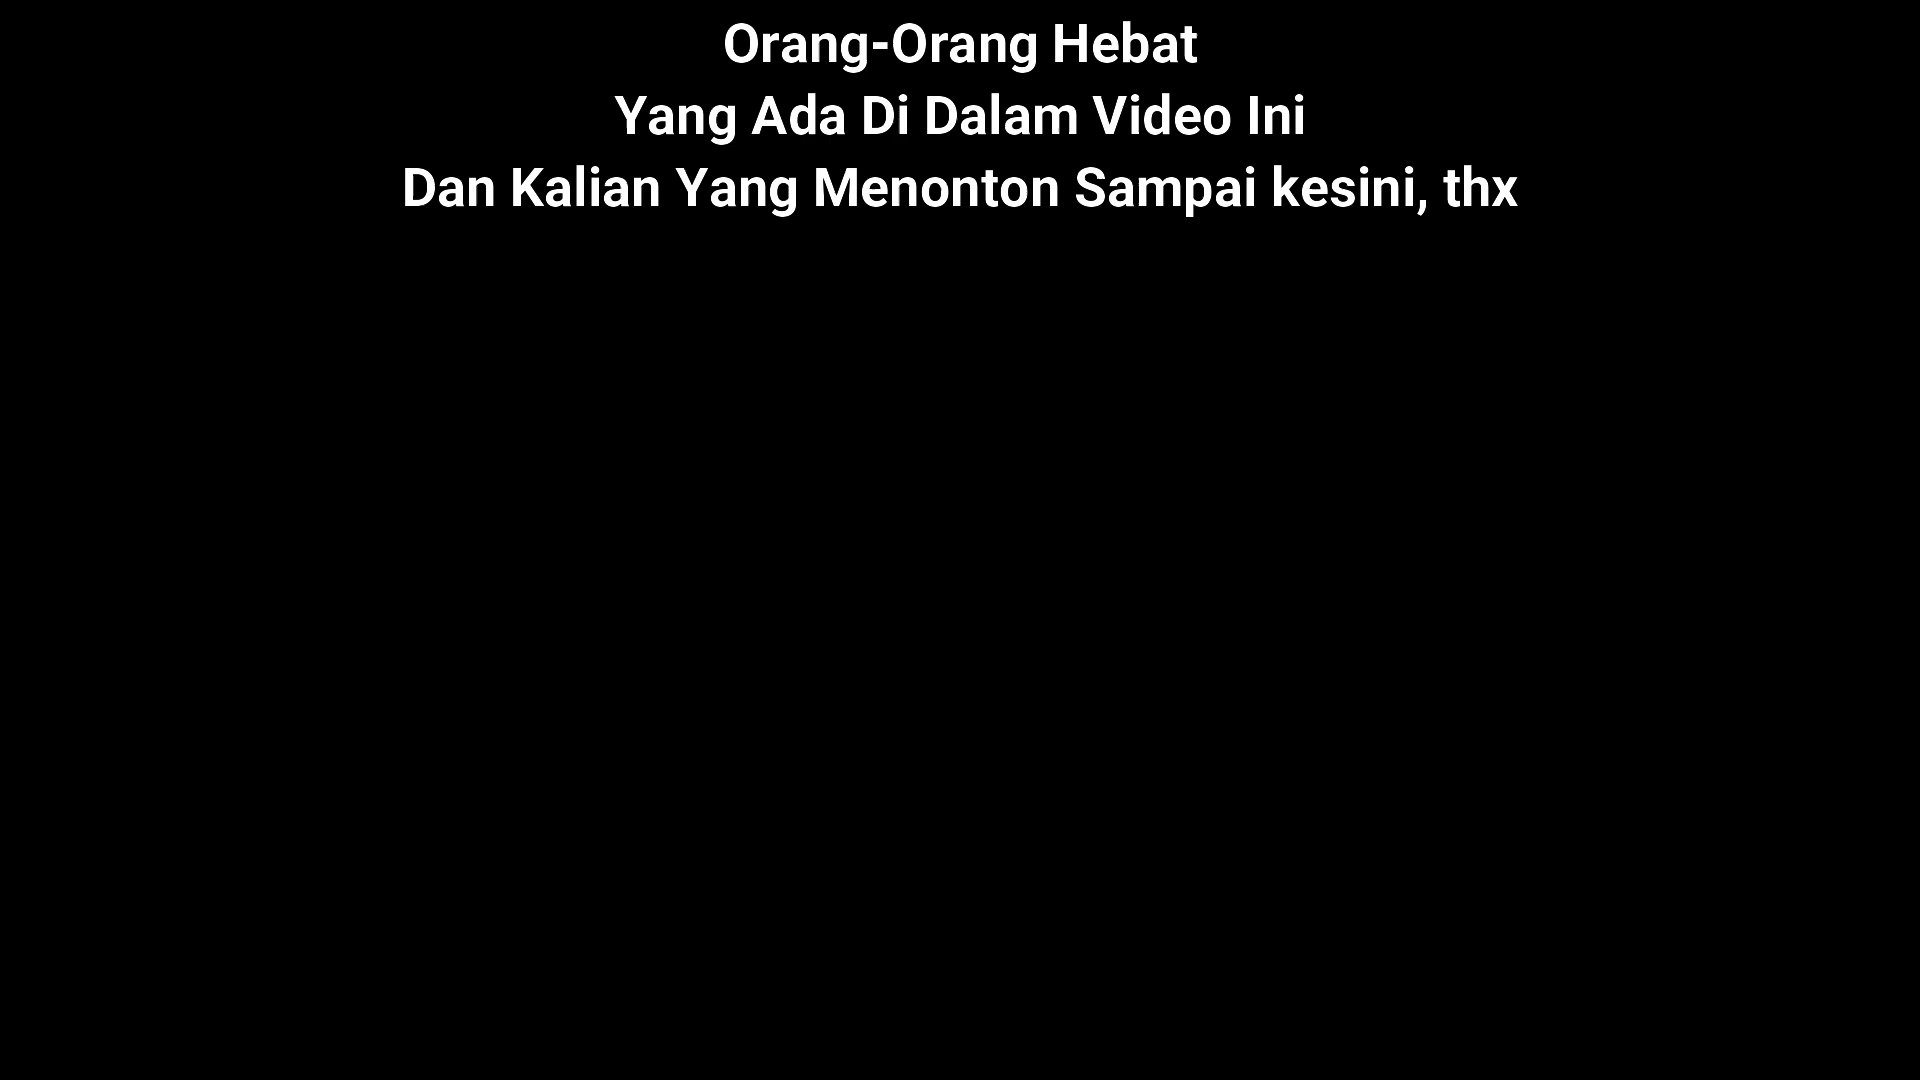 Orang-Orang Hebat
Yang Ada Di Dalam Video Ini
Dan Kalian Yang Menonton Sampai kesini, thx